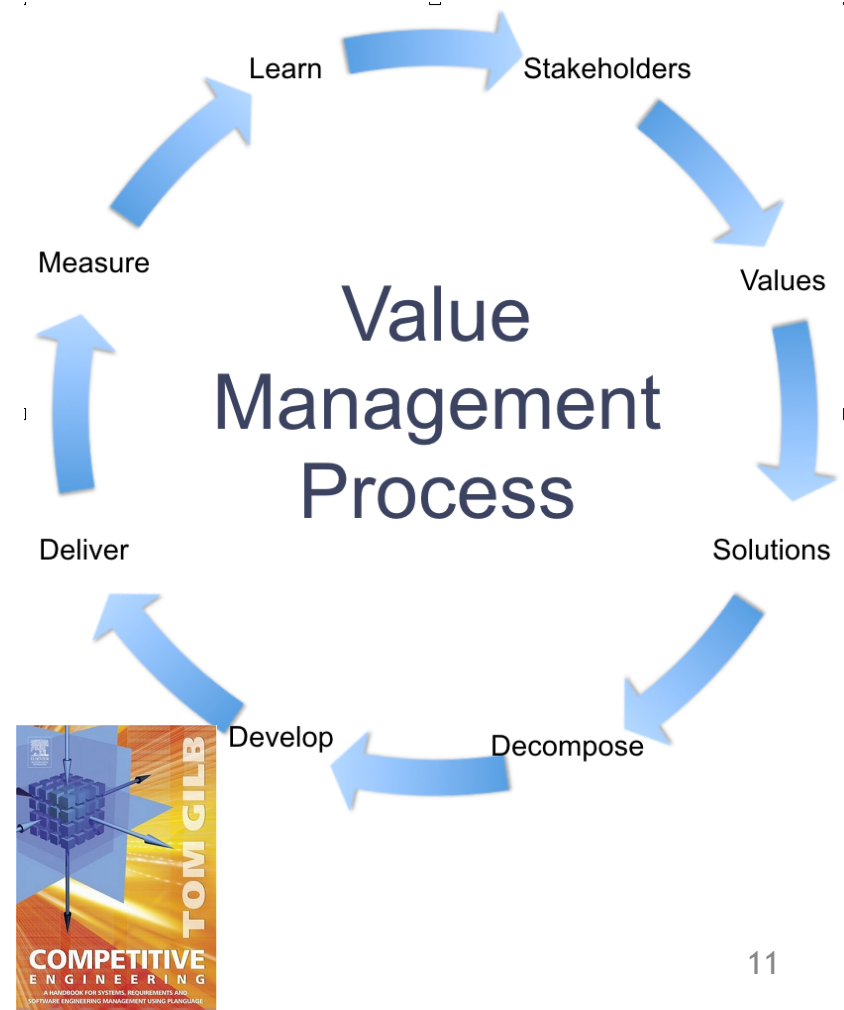 Learn
Stakeholders
Measure
Values
Value
Management
Process
Deliver
Solutions
Develop
Decompose
TOM GILB
COMPETITIVE
ENGINEERING
A HANDBOOK FOR SYSTEMS, REQUIREMENTS AND
SOFTWARE ENGINEERING MANAGEMENT USING PLANGUAGE
11